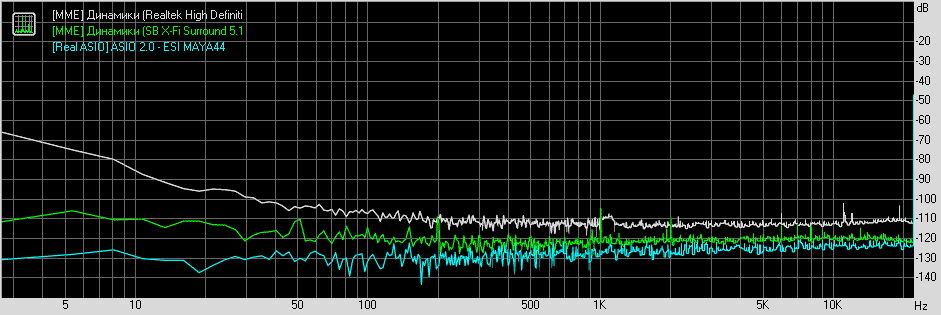 [MME] Динамики (Realtek High Definiti
[MME] Динамики (SB X-Fi Surround 5.1
[Real ASIO] ASIO 2.0 - ESI MAYA44
dB
-20
-30
-40
-50
-60
-70
-80
-90
-100
-110
-120
-130
-140
5 10 50 100 500 1K 5K 10K Hz